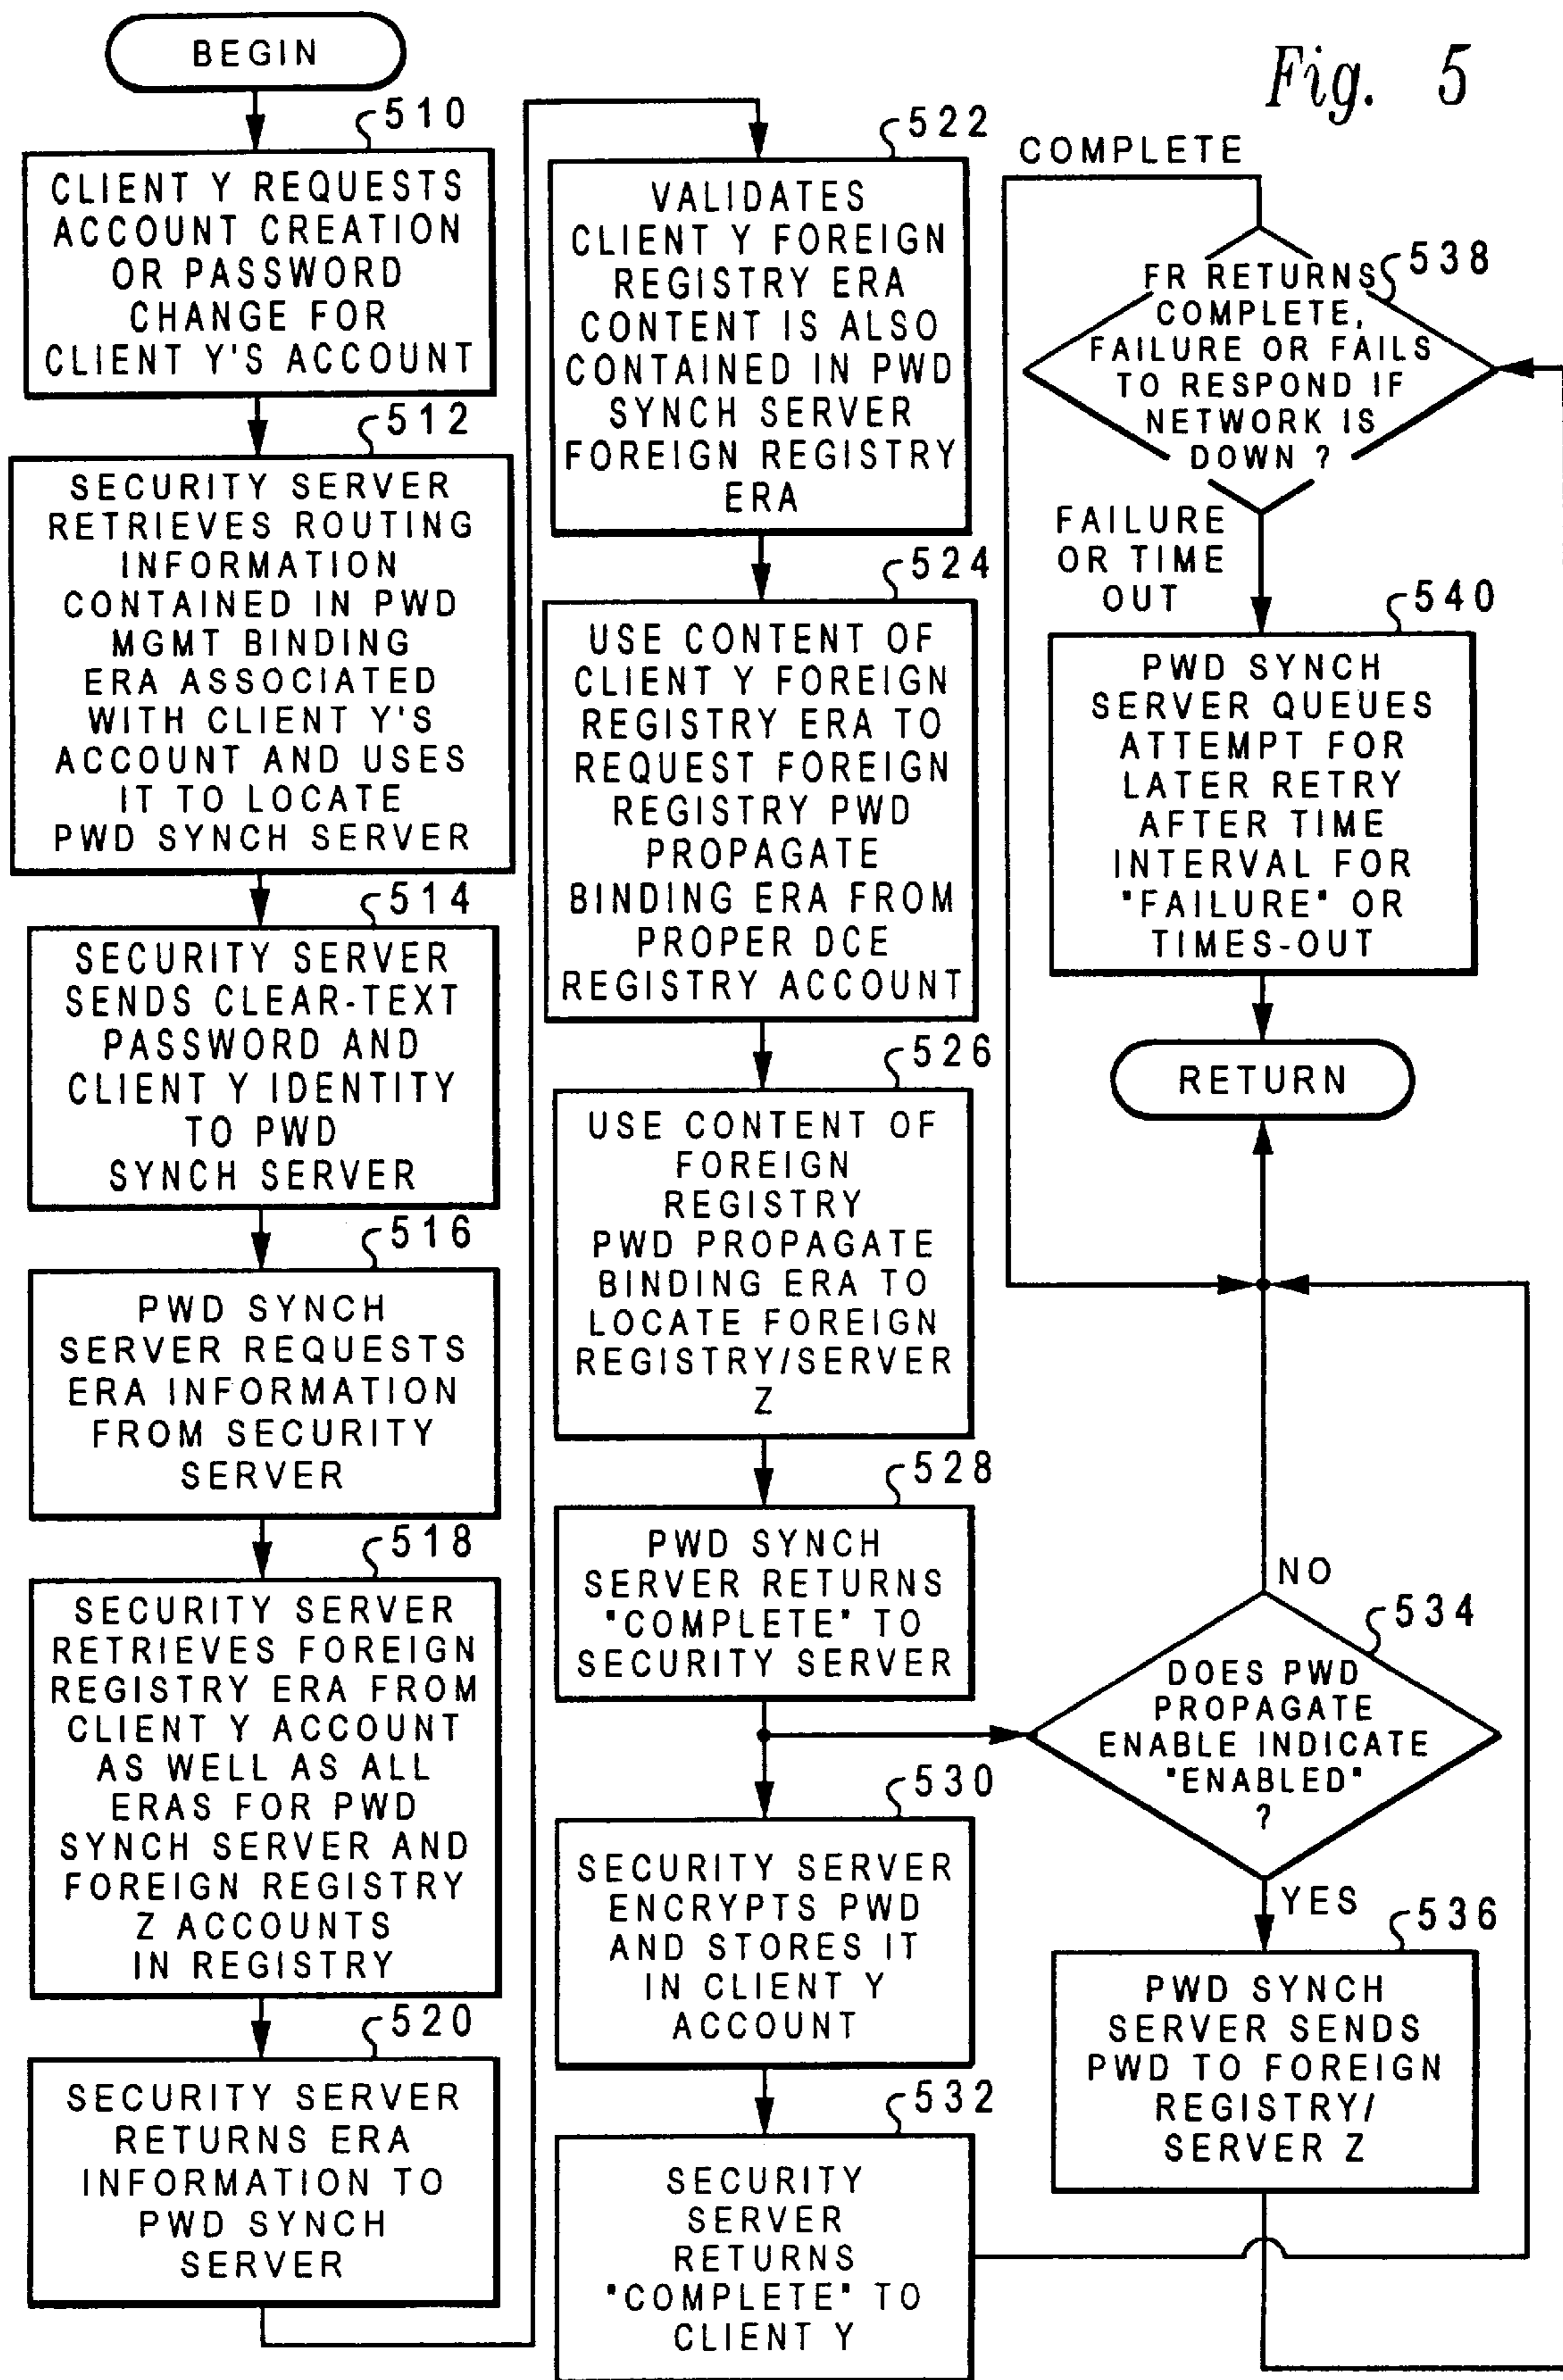 Fig. 5
BEGIN
510
CLIENT Y REQUESTS
ACCOUNT CREATION
OR PASSWORD
CHANGE FOR
CLIENT Y'S ACCOUNT
512
SECURITY SERVER
RETRIEVES ROUTING
INFORMATION
CONTAINED IN PWD
MGMT BINDING
ERA ASSOCIATED
WITH CLIENT Y'S
ACCOUNT AND USES
IT TO LOCATE
PWD SYNCH SERVER
514
SECURITY SERVER
SENDS CLEAR-TEXT
PASSWORD AND
CLIENT Y IDENTITY
TO PWD
SYNCH SERVER
516
PWD SYNCH
SERVER REQUESTS
ERA INFORMATION
FROM SECURITY
SERVER
518
SECURITY SERVER
RETRIEVES FOREIGN
REGISTRY ERA FROM
CLIENT Y ACCOUNT
AS WELL AS ALL
ERAS FOR PWD
SYNCH SERVER AND
FOREIGN REGISTRY
Z ACCOUNTS
IN REGISTRY
520
SECURITY SERVER
RETURNS ERA
INFORMATION TO
PWD SYNCH
SERVER
522
VALIDATES
CLIENT Y FOREIGN
REGISTRY ERA
CONTENT IS ALSO
CONTAINED IN PWD
SYNCH SERVER
FOREIGN REGISTRY
ERA
524
USE CONTENT OF
CLIENT Y FOREIGN
REGISTRY ERA TO
REQUEST FOREIGN
REGISTRY PWD
PROPAGATE
BINDING ERA FROM
PROPER DCE
REGISTRY ACCOUNT
526
USE CONTENT OF
FOREIGN
REGISTRY
PWD PROPAGATE
BINDING ERA TO
LOCATE FOREIGN
REGISTRY/SERVER
Z
528
PWD SYNCH
SERVER RETURNS
"COMPLETE" TO
SECURITY SERVER
530
SECURITY SERVER
ENCRYPTS PWD
AND STORES IT
IN CLIENT Y
ACCOUNT
532
SECURITY
SERVER
RETURNS
"COMPLETE" TO
CLIENT Y
COMPLETE
538
FR RETURNS
COMPLETE,
FAILURE OR FAILS
TO RESPOND IF
NETWORK IS
DOWN ?
FAILURE
OR TIME
OUT
540
PWD SYNCH
SERVER QUEUES
ATTEMPT FOR
LATER RETRY
AFTER TIME
INTERVAL FOR
"FAILURE" OR
TIMES-OUT
RETURN
NO
534
DOES PWD
PROPAGATE
ENABLE INDICATE
"ENABLED"
?
YES
536
PWD SYNCH
SERVER SENDS
PWD TO FOREIGN
REGISTRY/
SERVER Z